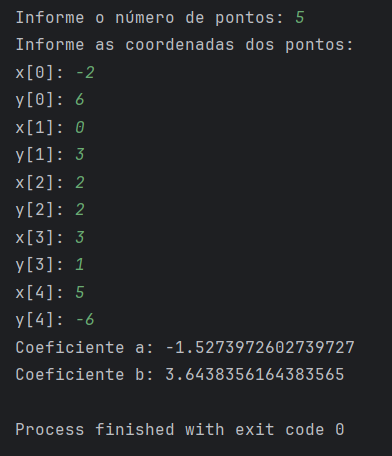 Informe o número de pontos: 5
Informe as coordenadas dos pontos:
x[0]: -2
y[0]: 6
x[1]: 0
y[1]: 3
x[2]: 2
y[2]: 2
x[3]: 3
y[3]: 1
x[4]: 5
y[4]: -6
Coeficiente a: -1.5273972602739727
Coeficiente b: 3.6438356164383565
Process finished with exit code 0